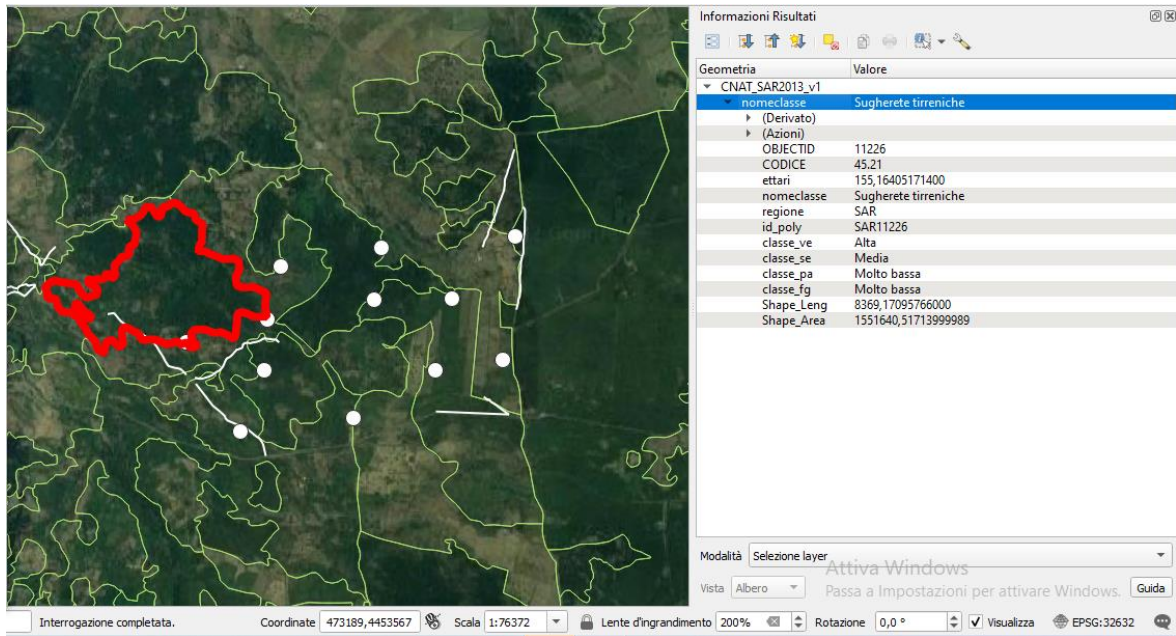 Informazioni Risultati
Geometria Valore
CNAT_SAR2013_v1
nomeclasse Sugherete tirreniche
(Derivato)
(Azioni)
OBJECTID 11226
CODICE 45.21
ettari 155,16405171400
nomeclasse Sugherete tirreniche
regione SAR
id_poly SAR11226
classe_ve Alta
classe_se Media
classe_pa Molto bassa
classe_fg Molto bassa
Shape_Leng 8369,17095766000
Shape_Area 1551640,51713999989
Modalità Selezione layer
Attiva Windows
Vista Albero Passa a Impostazioni per attivare Windows. Guida
Interrogazione completata. Coordinate 473189,4453567 Scala 1:76372 Lente d'ingrandimento 200% Rotazione 0,0 ° Visualizza EPSG:32632